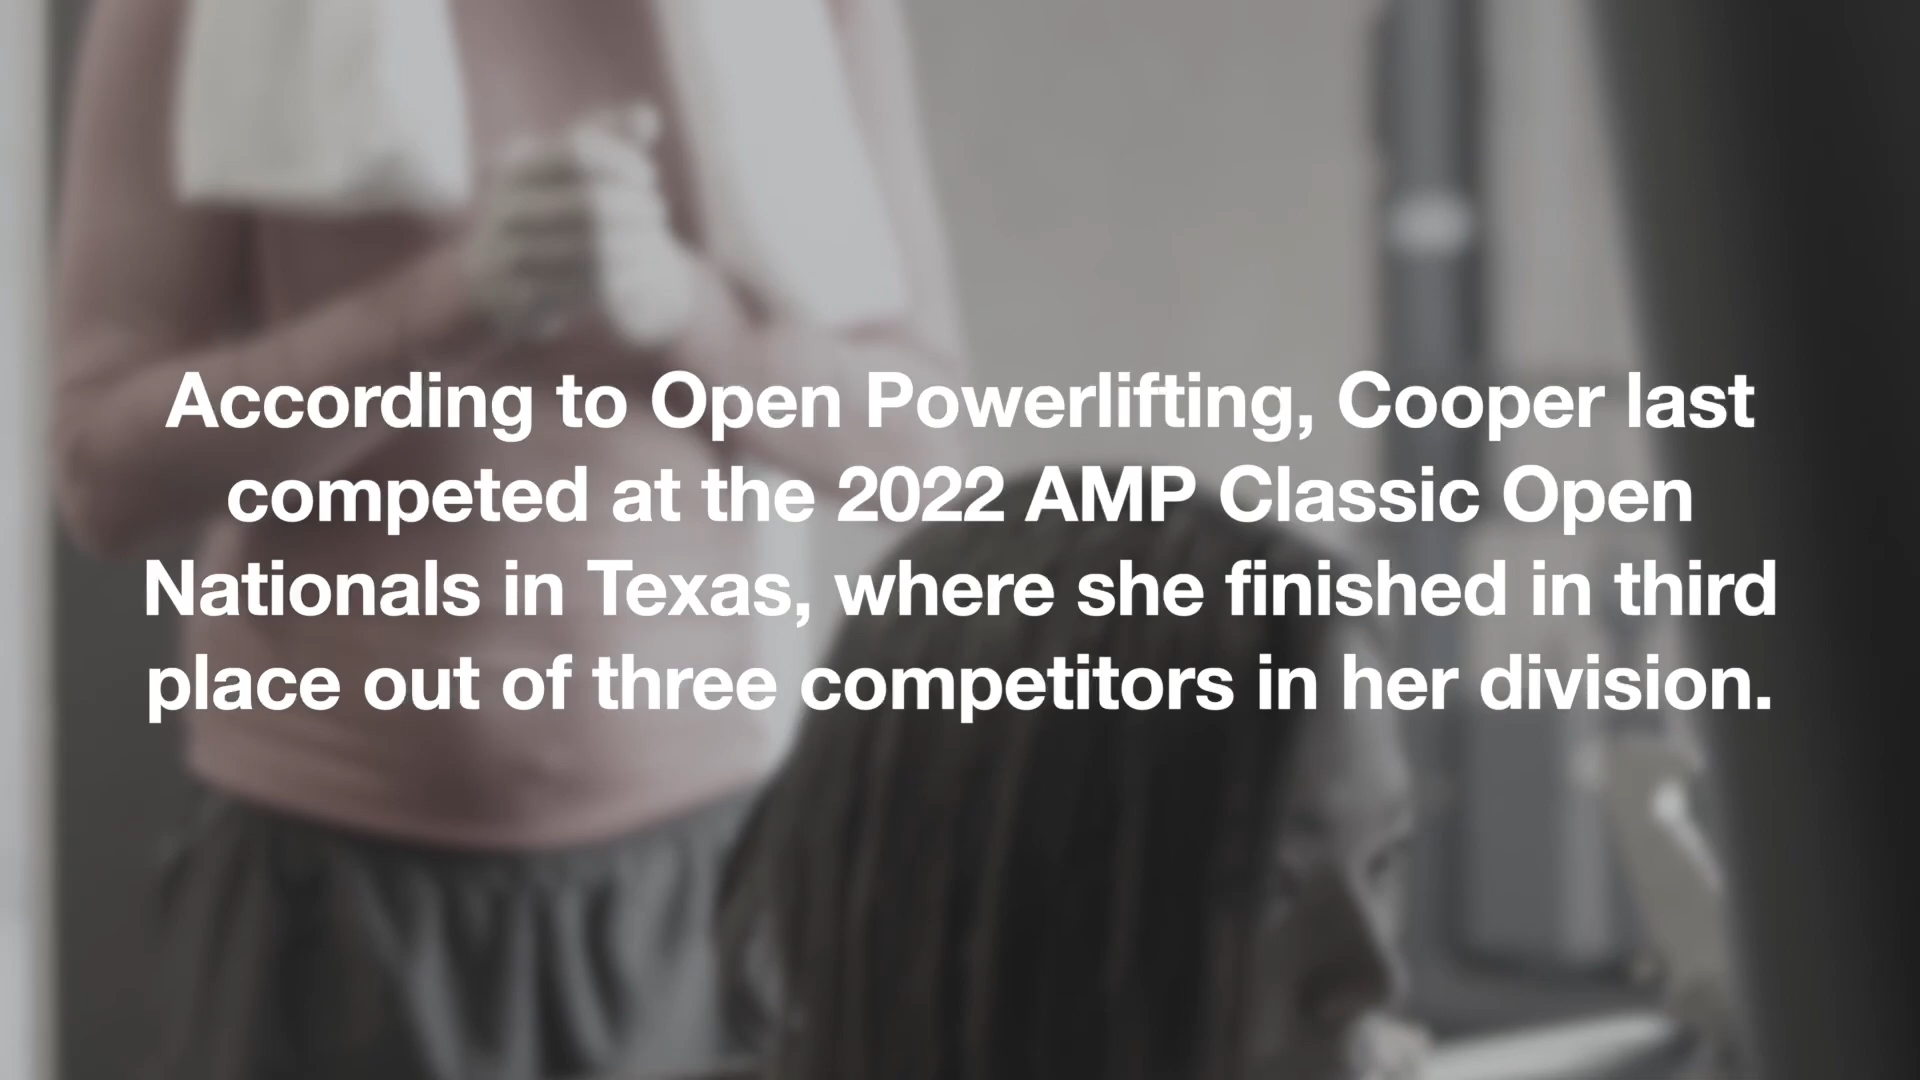 According to Open Powerlifting, Cooper last
competed at the 2022 AMP Classic Open
Nationals in Texas, where she finished in third
place out of three competitors in her division.